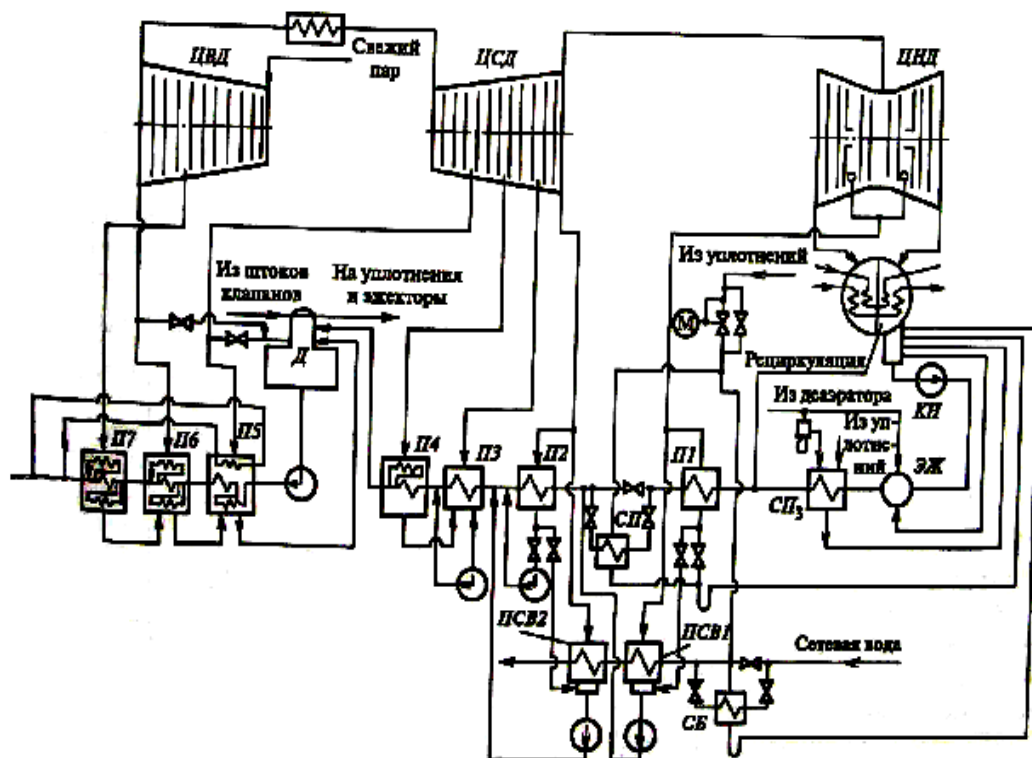 ЦВД
Свежий
пар
ЦСД
ЦНД
Из штоков
клапанов
На уплотнения
и эжекторы
Д
Из уплотнений
М
Рециркуляция
КН
Из деаэратора
Из уп-
лотне-
ний
ЭЖ
П7
П6
П5
П4
П3
П2
П1
СП
СП3
ПСВ2
ПСВ1
Сетевая вода
СБ